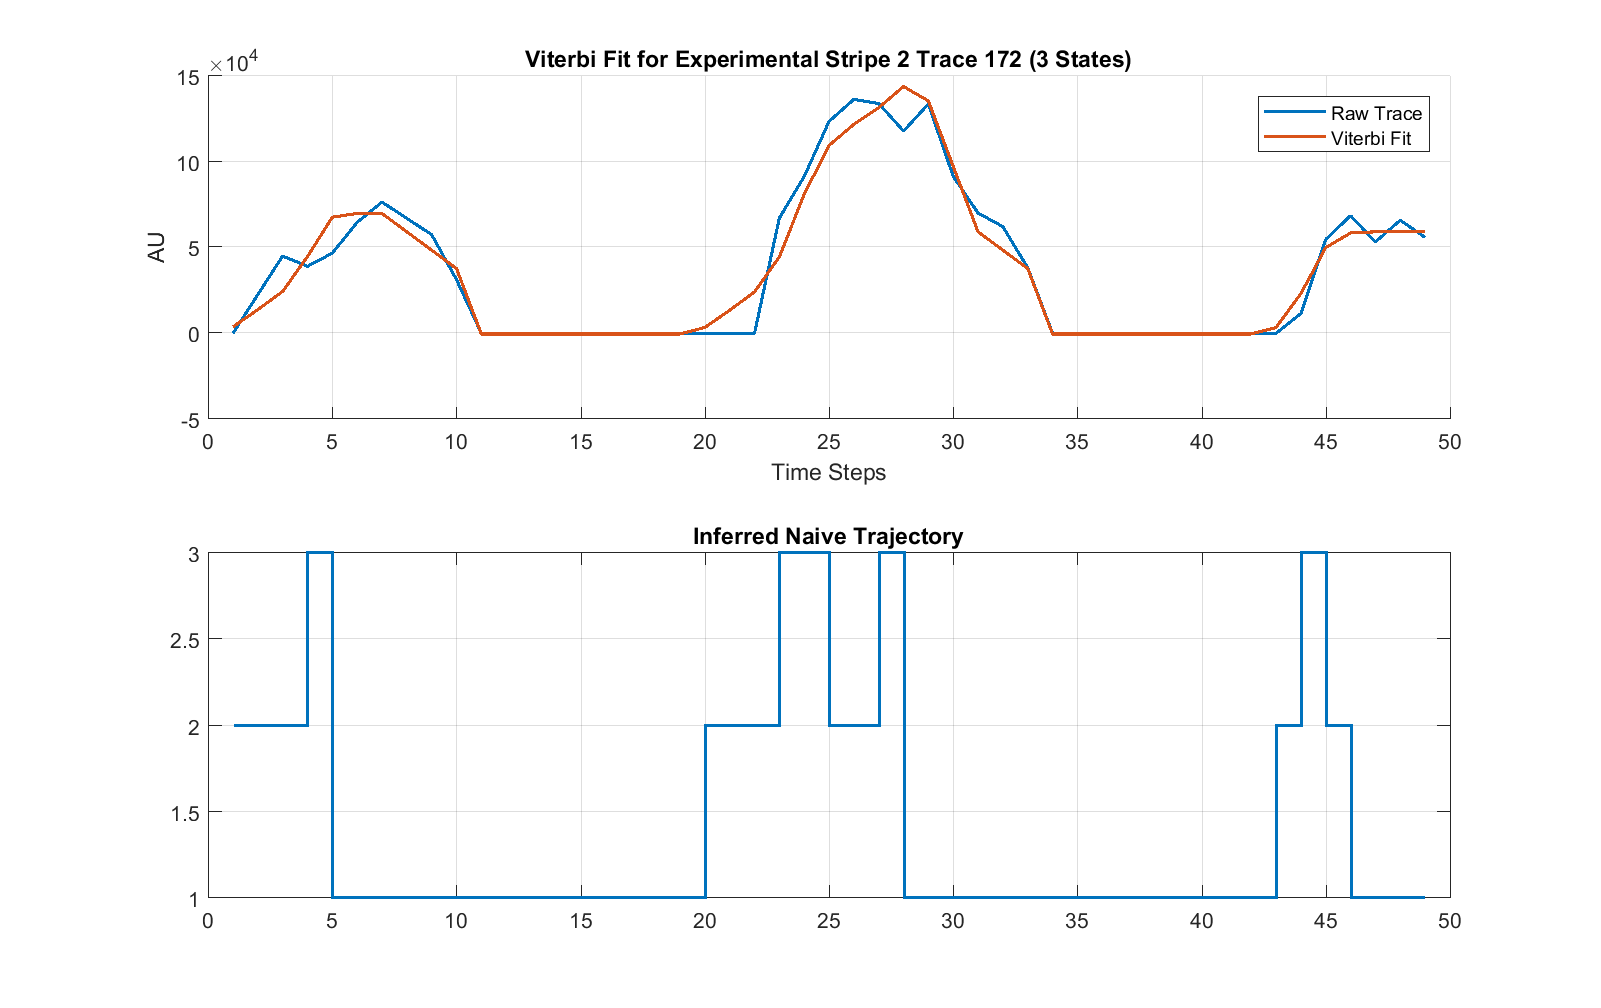 Viterbi Fit for Experimental Stripe 2 Trace 172 (3 States)
×10⁴
15
10
5
0
-5
AU
Raw Trace
Viterbi Fit
0 5 10 15 20 25 30 35 40 45 50
Time Steps
Inferred Naive Trajectory
3
2.5
2
1.5
1
0 5 10 15 20 25 30 35 40 45 50